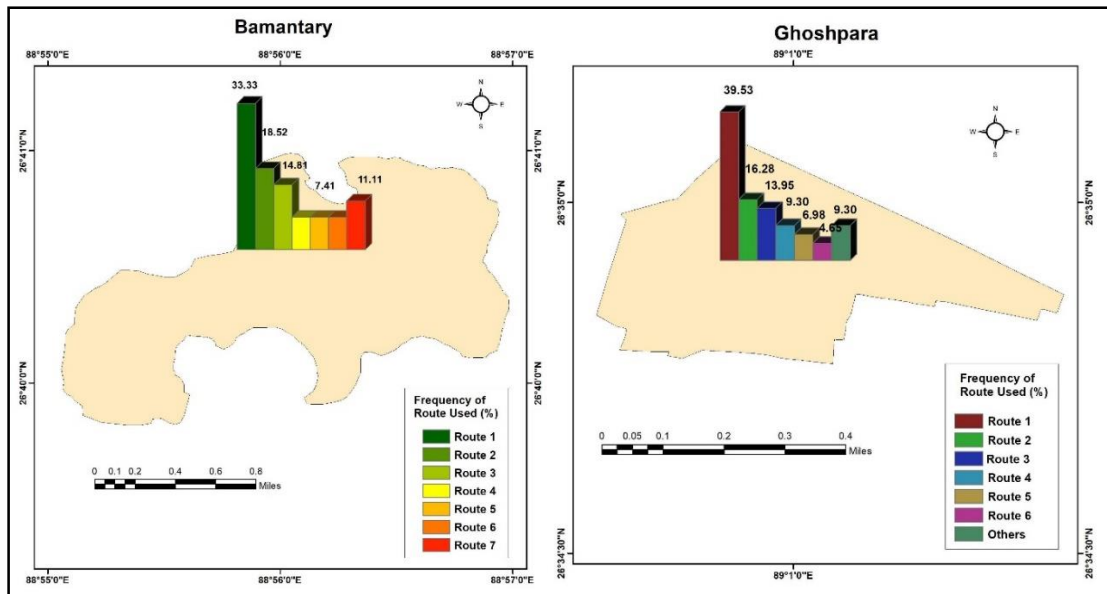 Bamantary
88°55'0"E
88°56'0"E
88°57'0"E
33.33
18.52
14.81
7.41
11.11
N
W
E
S
26°41'0"N
26°40'0"N
0 0.1 0.2 0.4 0.6 0.8
Miles
Frequency of
Route Used (%)
Route 1
Route 2
Route 3
Route 4
Route 5
Route 6
Route 7
88°55'0"E
88°56'0"E
88°57'0"E
26°41'0"N
26°40'0"N
Ghoshpara
89°1'0"E
39.53
16.28
13.95
9.30
6.98
4.65
9.30
N
W
E
S
26°35'0"N
26°35'0"N
0 0.05 0.1 0.2 0.3 0.4
Miles
Frequency of
Route Used (%)
Route 1
Route 2
Route 3
Route 4
Route 5
Route 6
Others
26°34'30"N
26°34'30"N
89°1'0"E